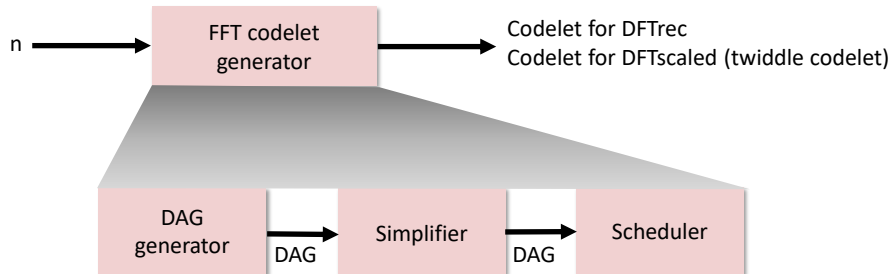 n
FFT codelet
generator
Codelet for DFTrec
Codelet for DFTscaled (twiddle codelet)
DAG
generator
DAG
Simplifier
DAG
Scheduler